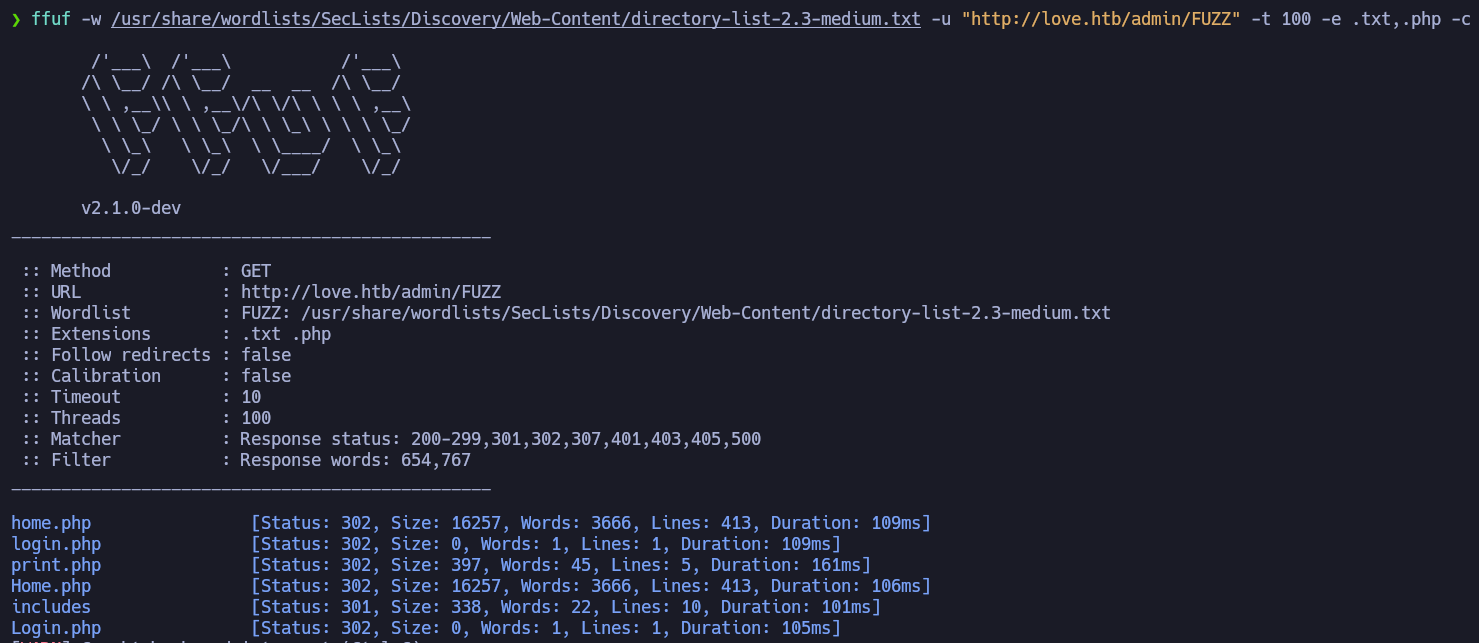 ❯ ffuf -w /usr/share/wordlists/SecLists/Discovery/Web-Content/directory-list-2.3-medium.txt -u "http://love.htb/admin/FUZZ" -t 100 -e .txt,.php -c
        /'___\  /'___\           /'___\
       /\ \__/ /\ \__/  __  __  /\ \__/
       \ \ ,__\\ \ ,__\/\ \/\ \ \ \ ,__\
        \ \ \_/ \ \ \_/\ \ \_\ \ \ \ \_/
         \ \_\   \ \_\  \ \____/  \ \_\
          \/_/    \/_/   \/___/    \/_/
       v2.1.0-dev
________________________________________________
 :: Method           : GET
 :: URL              : http://love.htb/admin/FUZZ
 :: Wordlist         : FUZZ: /usr/share/wordlists/SecLists/Discovery/Web-Content/directory-list-2.3-medium.txt
 :: Extensions       : .txt .php
 :: Follow redirects : false
 :: Calibration      : false
 :: Timeout          : 10
 :: Threads          : 100
 :: Matcher          : Response status: 200-299,301,302,307,401,403,405,500
 :: Filter           : Response words: 654,767
________________________________________________
home.php                [Status: 302, Size: 16257, Words: 3666, Lines: 413, Duration: 109ms]
login.php               [Status: 302, Size: 0, Words: 1, Lines: 1, Duration: 109ms]
print.php               [Status: 302, Size: 397, Words: 45, Lines: 5, Duration: 161ms]
Home.php                [Status: 302, Size: 16257, Words: 3666, Lines: 413, Duration: 106ms]
includes                [Status: 301, Size: 338, Words: 22, Lines: 10, Duration: 101ms]
Login.php               [Status: 302, Size: 0, Words: 1, Lines: 1, Duration: 105ms]